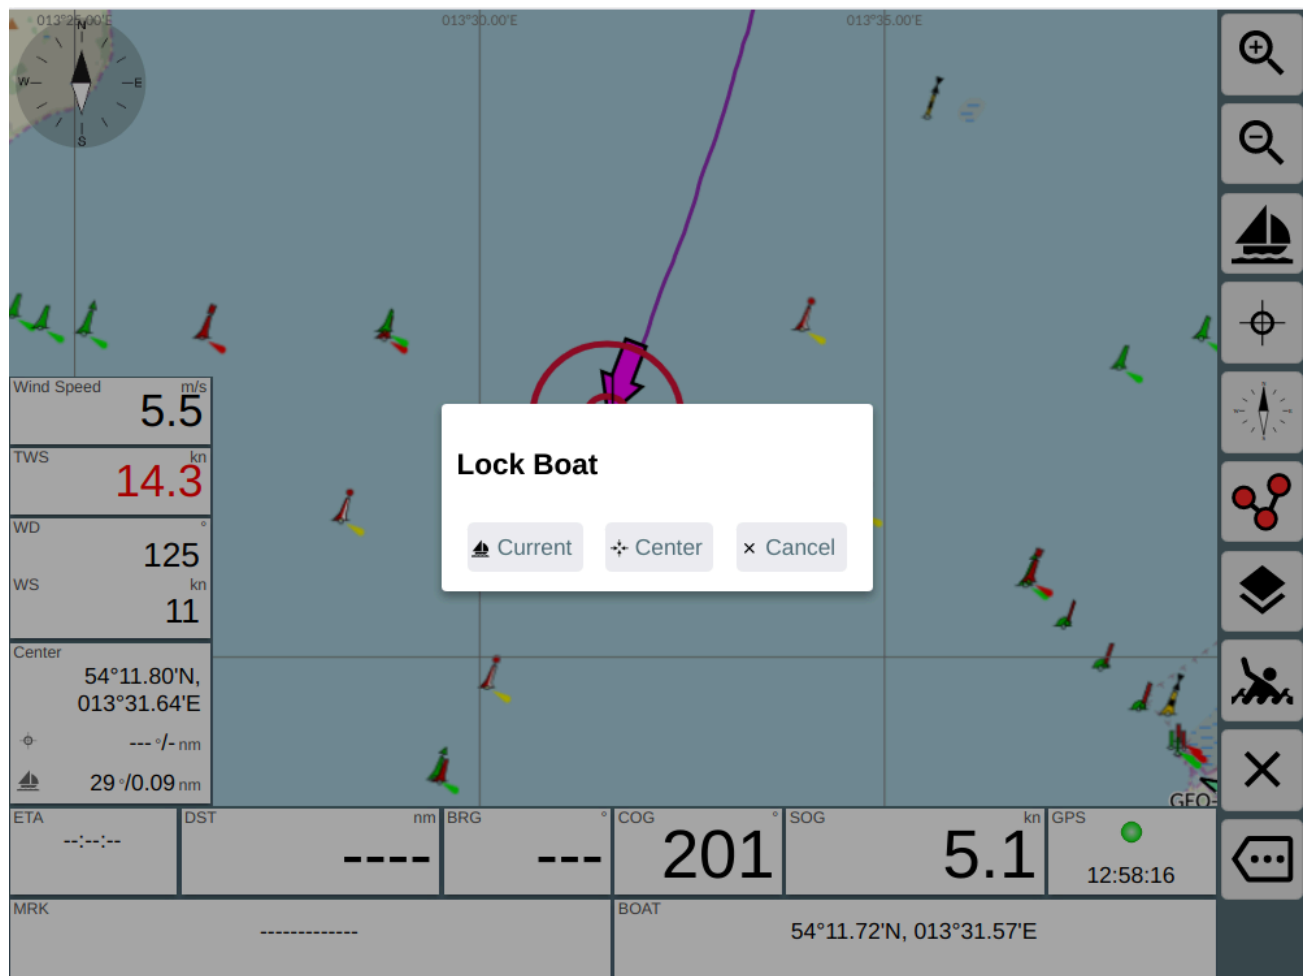 013°25.00'E 013°30.00'E 013°35.00'E
N
W E
S
Wind Speed m/s
5.5
TWS kn
14.3
WD °
125
WS kn
11
Center
54°11.80'N,
013°31.64'E
--- °/- nm
29 °/0.09 nm
Lock Boat
Current Center Cancel
GEO-
ETA DST nm BRG ° COG ° SOG kn GPS
--:--:-- ---- --- 201 5.1
12:58:16
MRK BOAT
------------- 54°11.72'N, 013°31.57'E